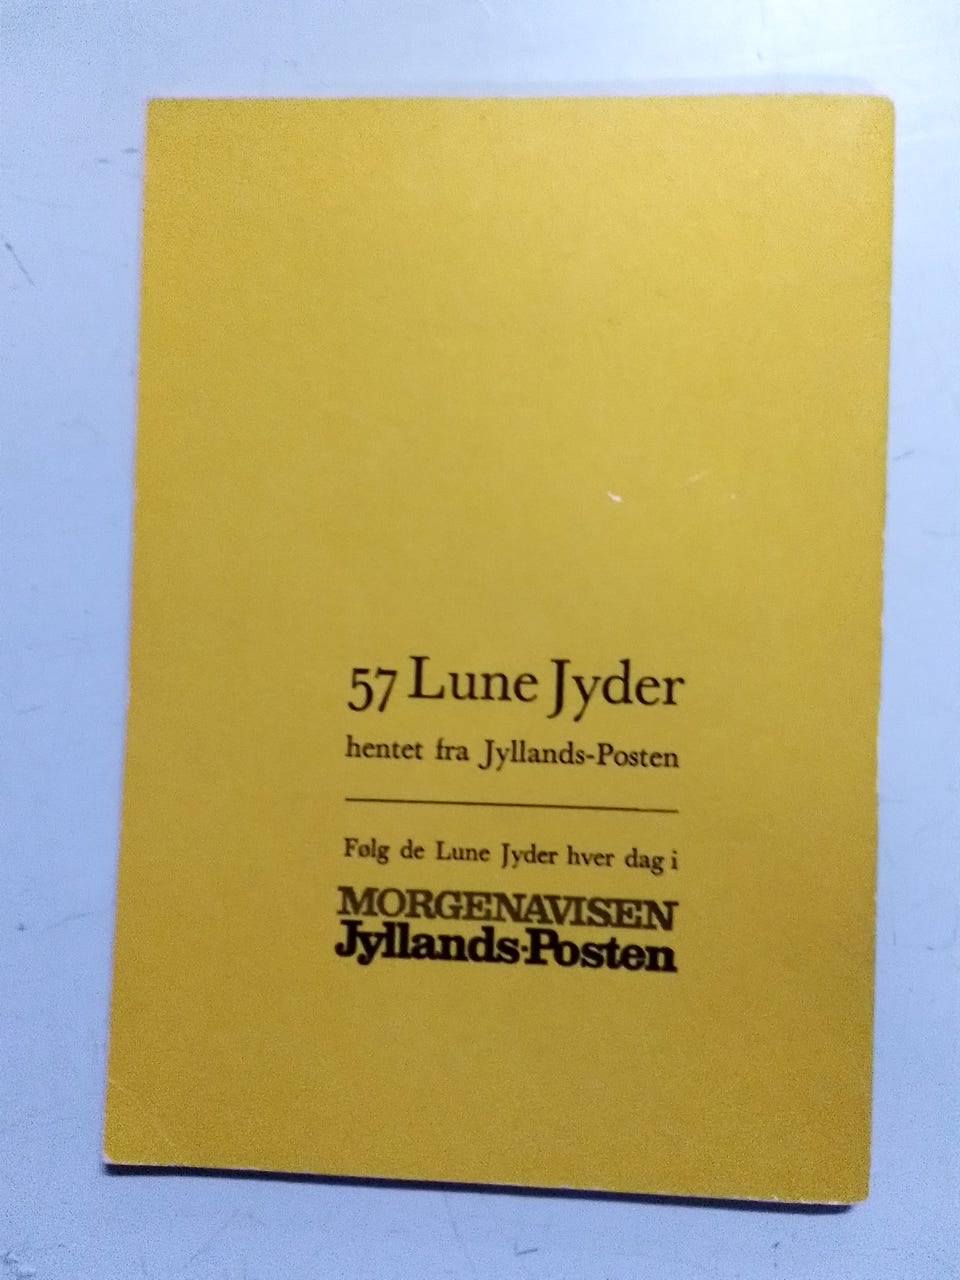 57 Lune Jyder
hentet fra Jyllands-Posten
Følg de Lune Jyder hver dag i
MORGENAVISEN
Jyllands-Posten